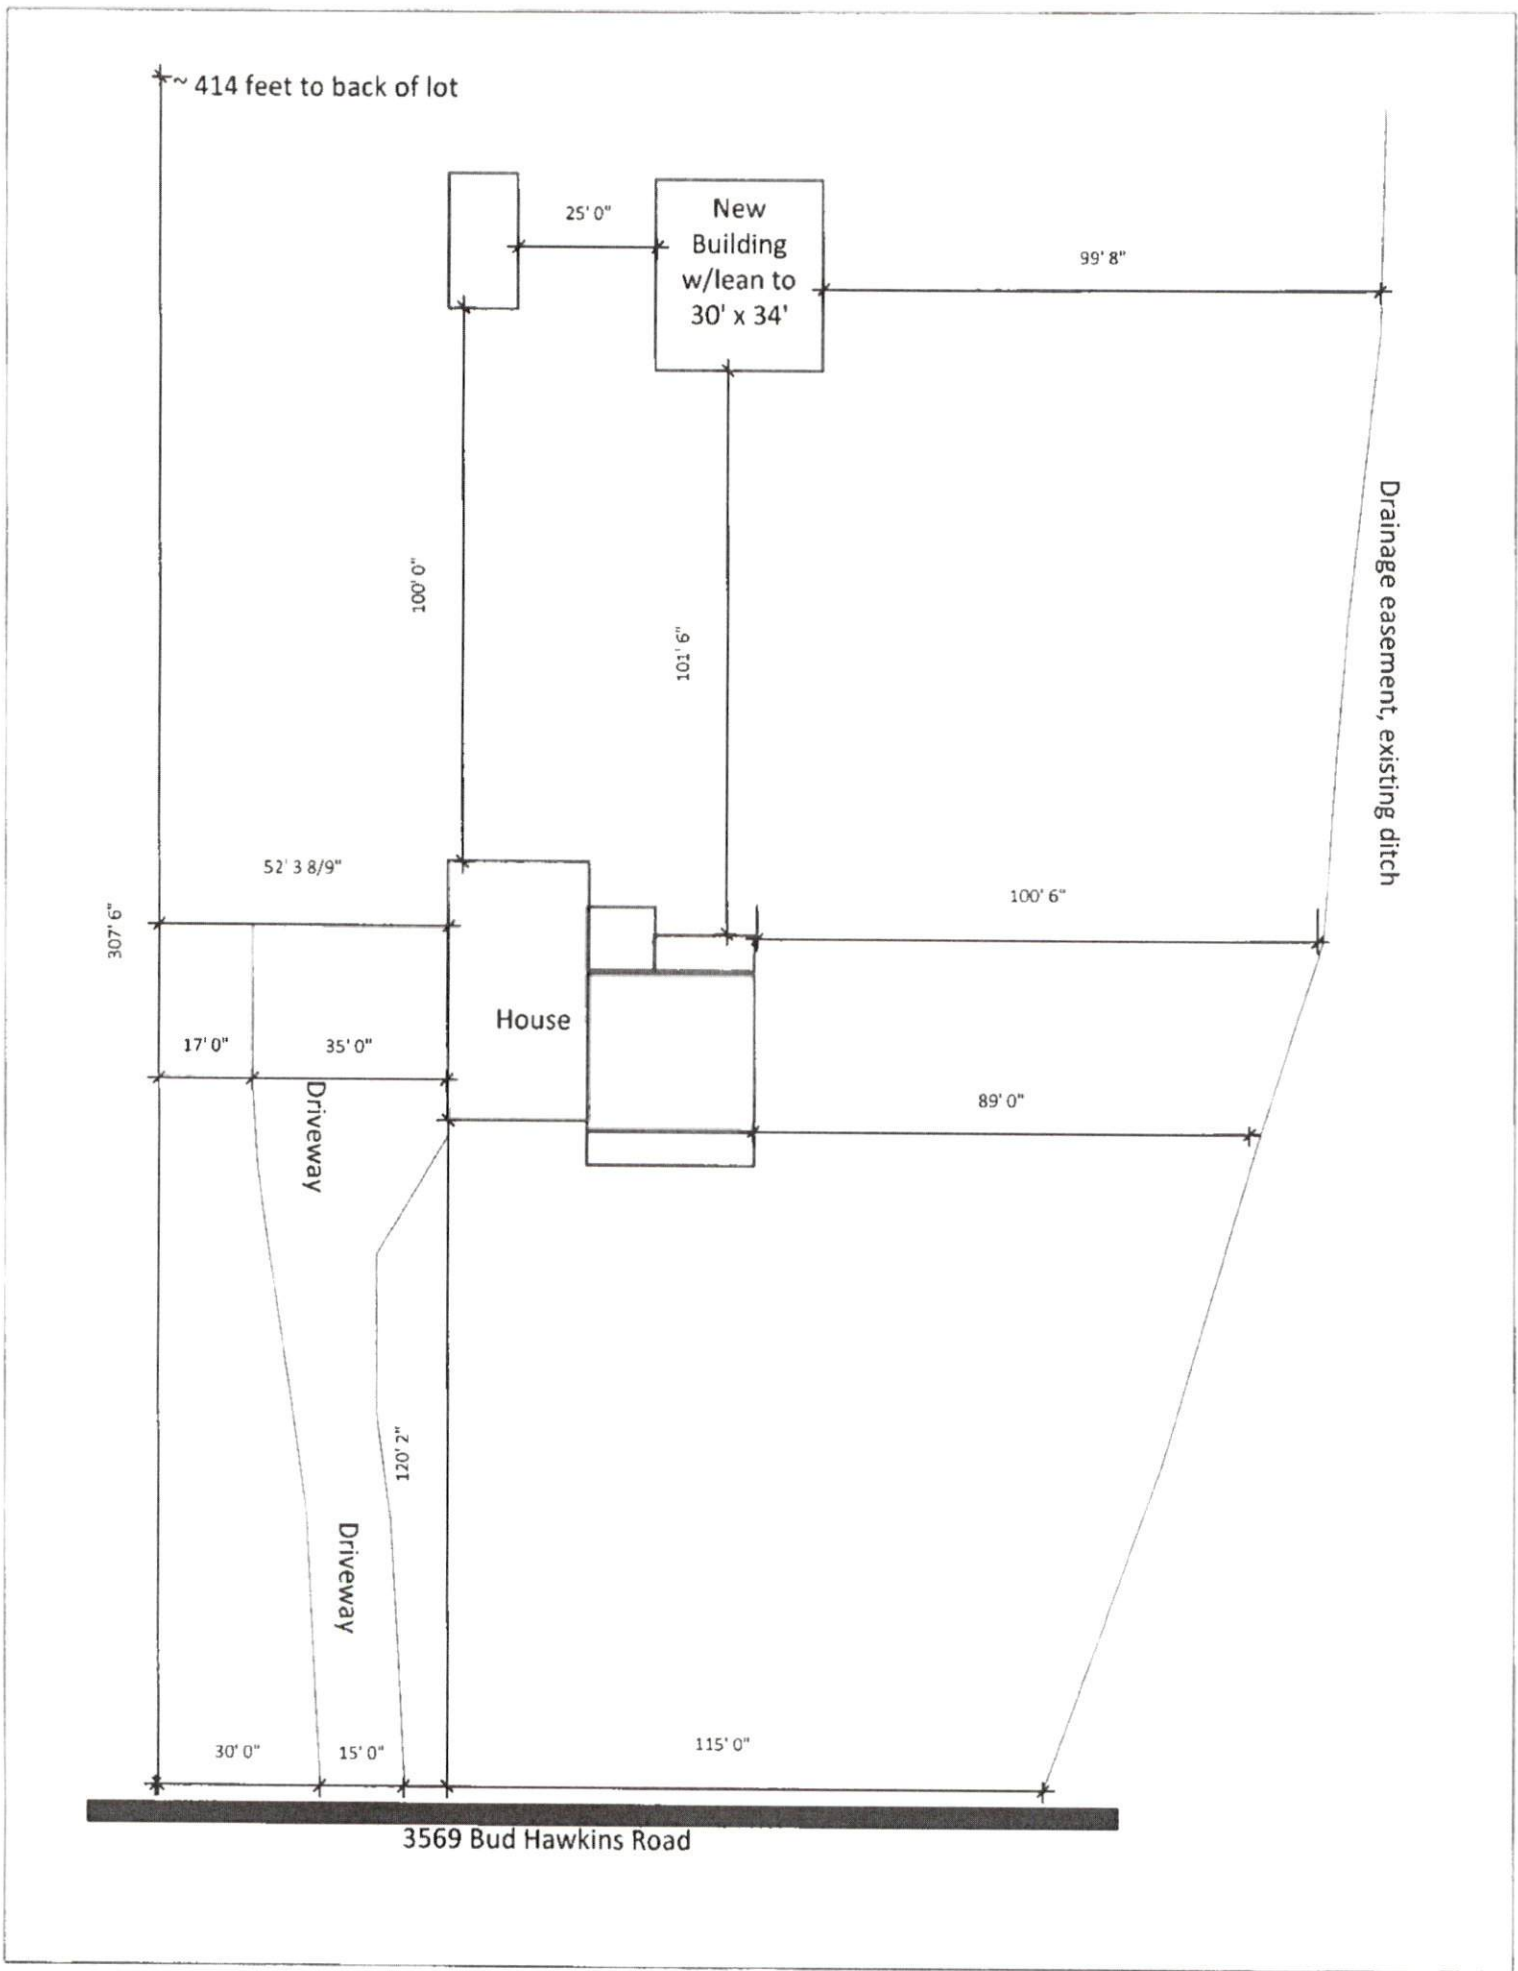 ~ 414 feet to back of lot
25' 0"
New
Building
w/lean to
30' x 34'
99' 8"
100' 0"
101' 6"
Drainage easement, existing ditch
52' 3 8/9"
307' 6"
100' 6"
House
17' 0"
35' 0"
Driveway
89' 0"
120' 2"
Driveway
30' 0"
15' 0"
115' 0"
3569 Bud Hawkins Road